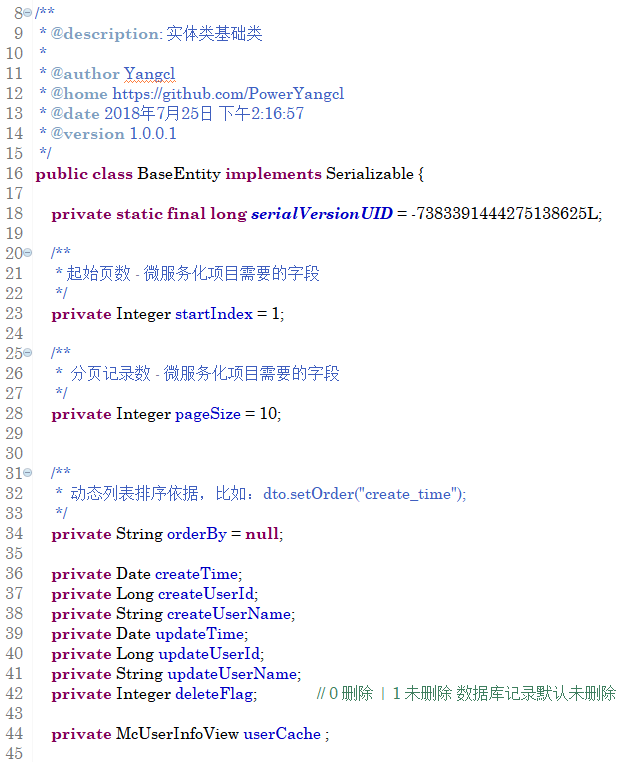 8 /**
9  * @description: 实体类基础类
10  *
11  * @author Yangcl
12  * @home https://github.com/PowerYangcl
13  * @date 2018年7月25日 下午2:16:57
14  * @version 1.0.0.1
15  */
16 public class BaseEntity implements Serializable {
17
18     private static final long serialVersionUID = -7383391444275138625L;
19
20     /**
21      * 起始页数 - 微服务化项目需要的字段
22      */
23     private Integer startIndex = 1;
24
25     /**
26      *  分页记录数 - 微服务化项目需要的字段
27      */
28     private Integer pageSize = 10;
29
30
31     /**
32      *  动态列表排序依据，比如：dto.setOrder("create_time");
33      */
34     private String orderBy = null;
35
36     private Date createTime;
37     private Long createUserId;
38     private String createUserName;
39     private Date updateTime;
40     private Long updateUserId;
41     private String updateUserName;
42     private Integer deleteFlag;        // 0 删除 | 1 未删除 数据库记录默认未删除
43
44     private McUserInfoView userCache ;
45